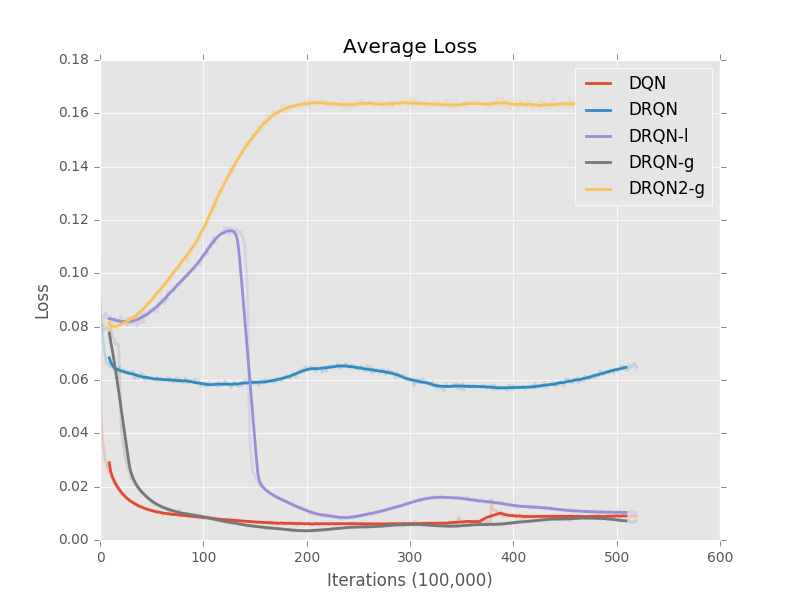 Average Loss
0.18
0.16
0.14
0.12
0.10
0.08
0.06
0.04
0.02
0.00
Loss
DQN
DRQN
DRQN-l
DRQN-g
DRQN2-g
0 100 200 300 400 500 600
Iterations (100,000)